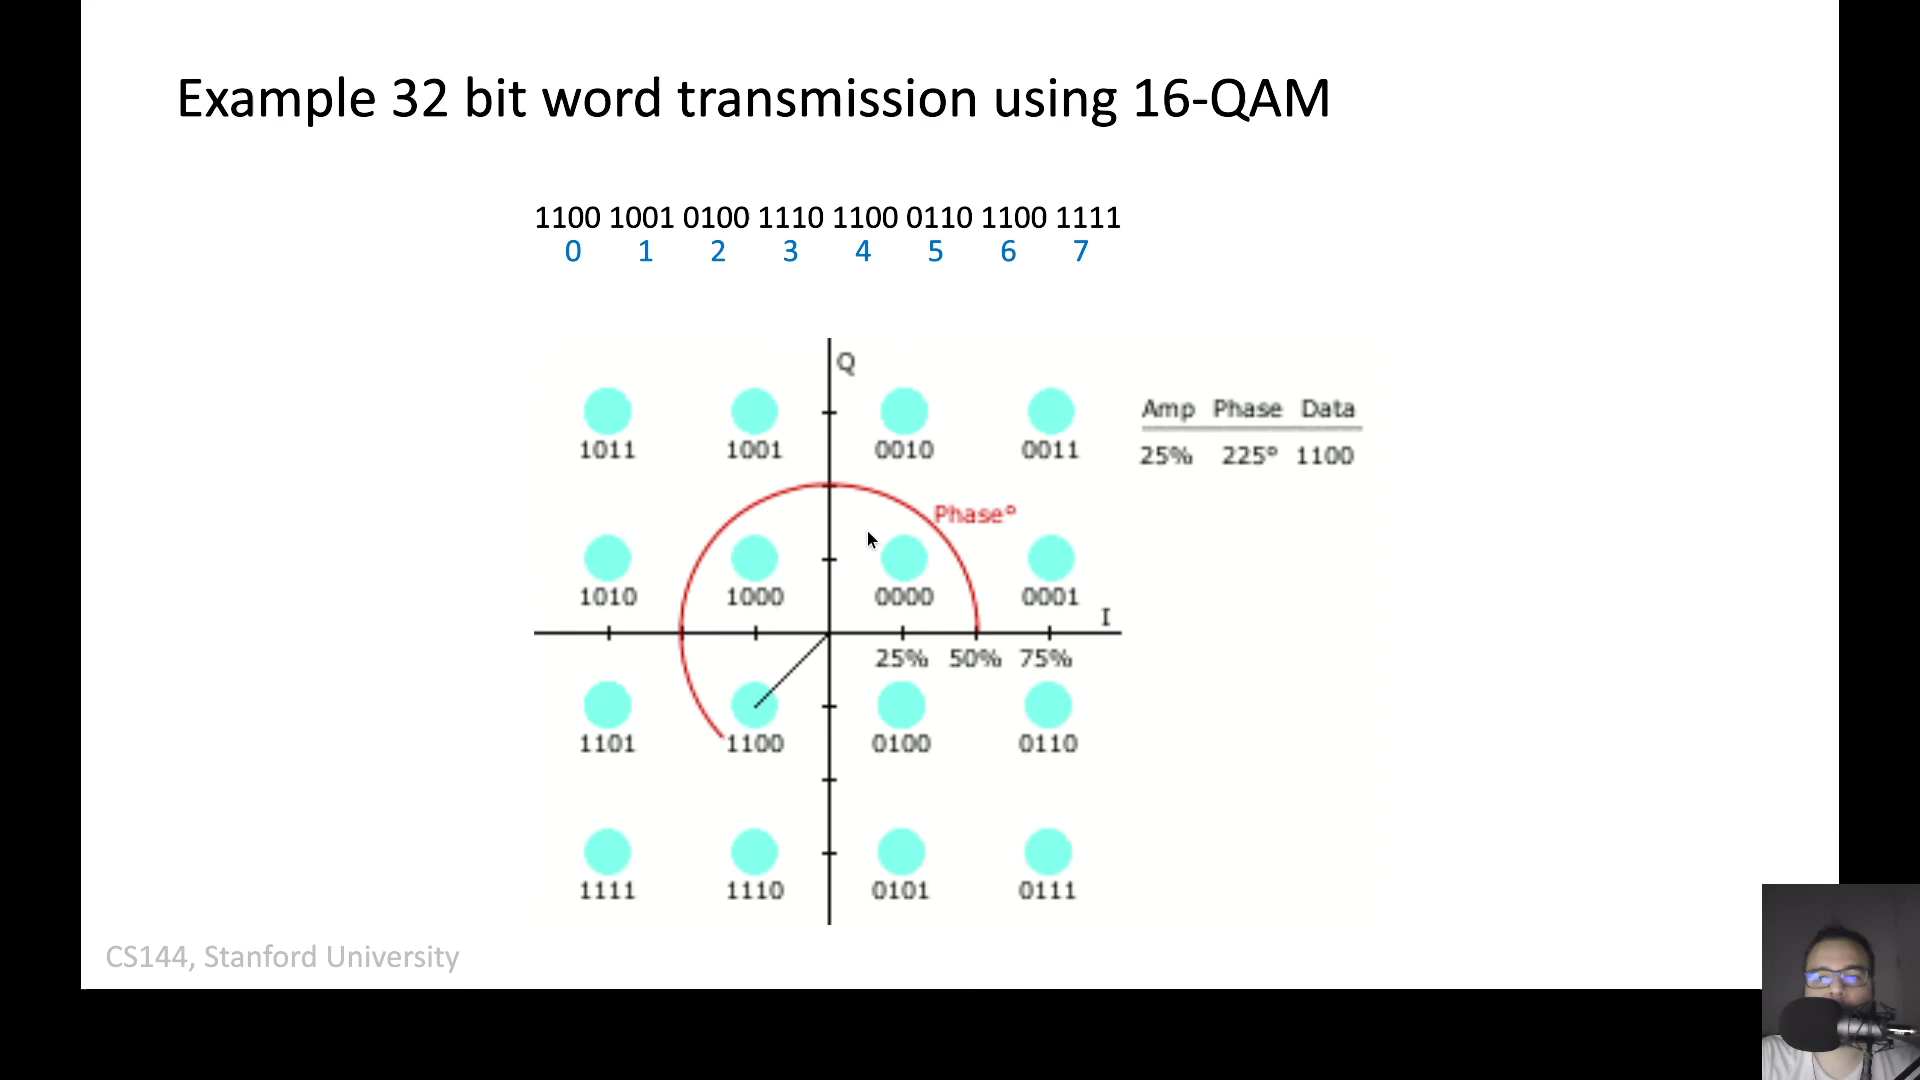 Example 32 bit word transmission using 16-QAM
1100 1001 0100 1110 1100 0110 1100 1111
0 1 2 3 4 5 6 7
Q
1011 1001 0010 0011
Amp Phase Data
25% 225º 1100
Phaseº
1010 1000 0000 0001
I
25% 50% 75%
1101 1100 0100 0110
1111 1110 0101 0111
CS144, Stanford University